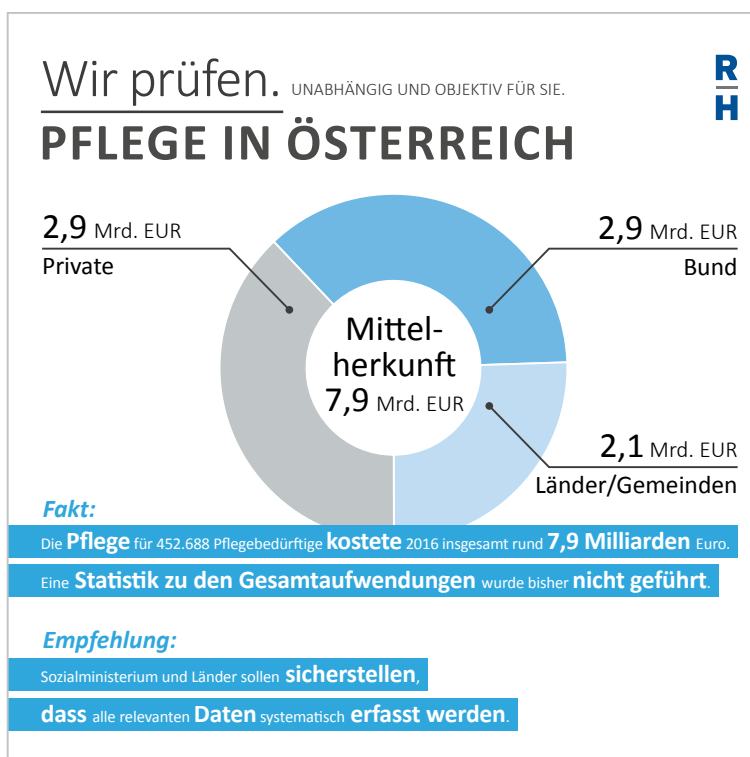 Wir prüfen. UNABHÄNGIG UND OBJEKTIV FÜR SIE.
R
H
PFLEGE IN ÖSTERREICH
2,9 Mrd. EUR
Private
2,9 Mrd. EUR
Bund
Mittel-
herkunft
7,9 Mrd. EUR
2,1 Mrd. EUR
Länder/Gemeinden
Fakt:
Die Pflege für 452.688 Pflegebedürftige kostete 2016 insgesamt rund 7,9 Milliarden Euro.
Eine Statistik zu den Gesamtaufwendungen wurde bisher nicht geführt.
Empfehlung:
Sozialministerium und Länder sollen sicherstellen,
dass alle relevanten Daten systematisch erfasst werden.